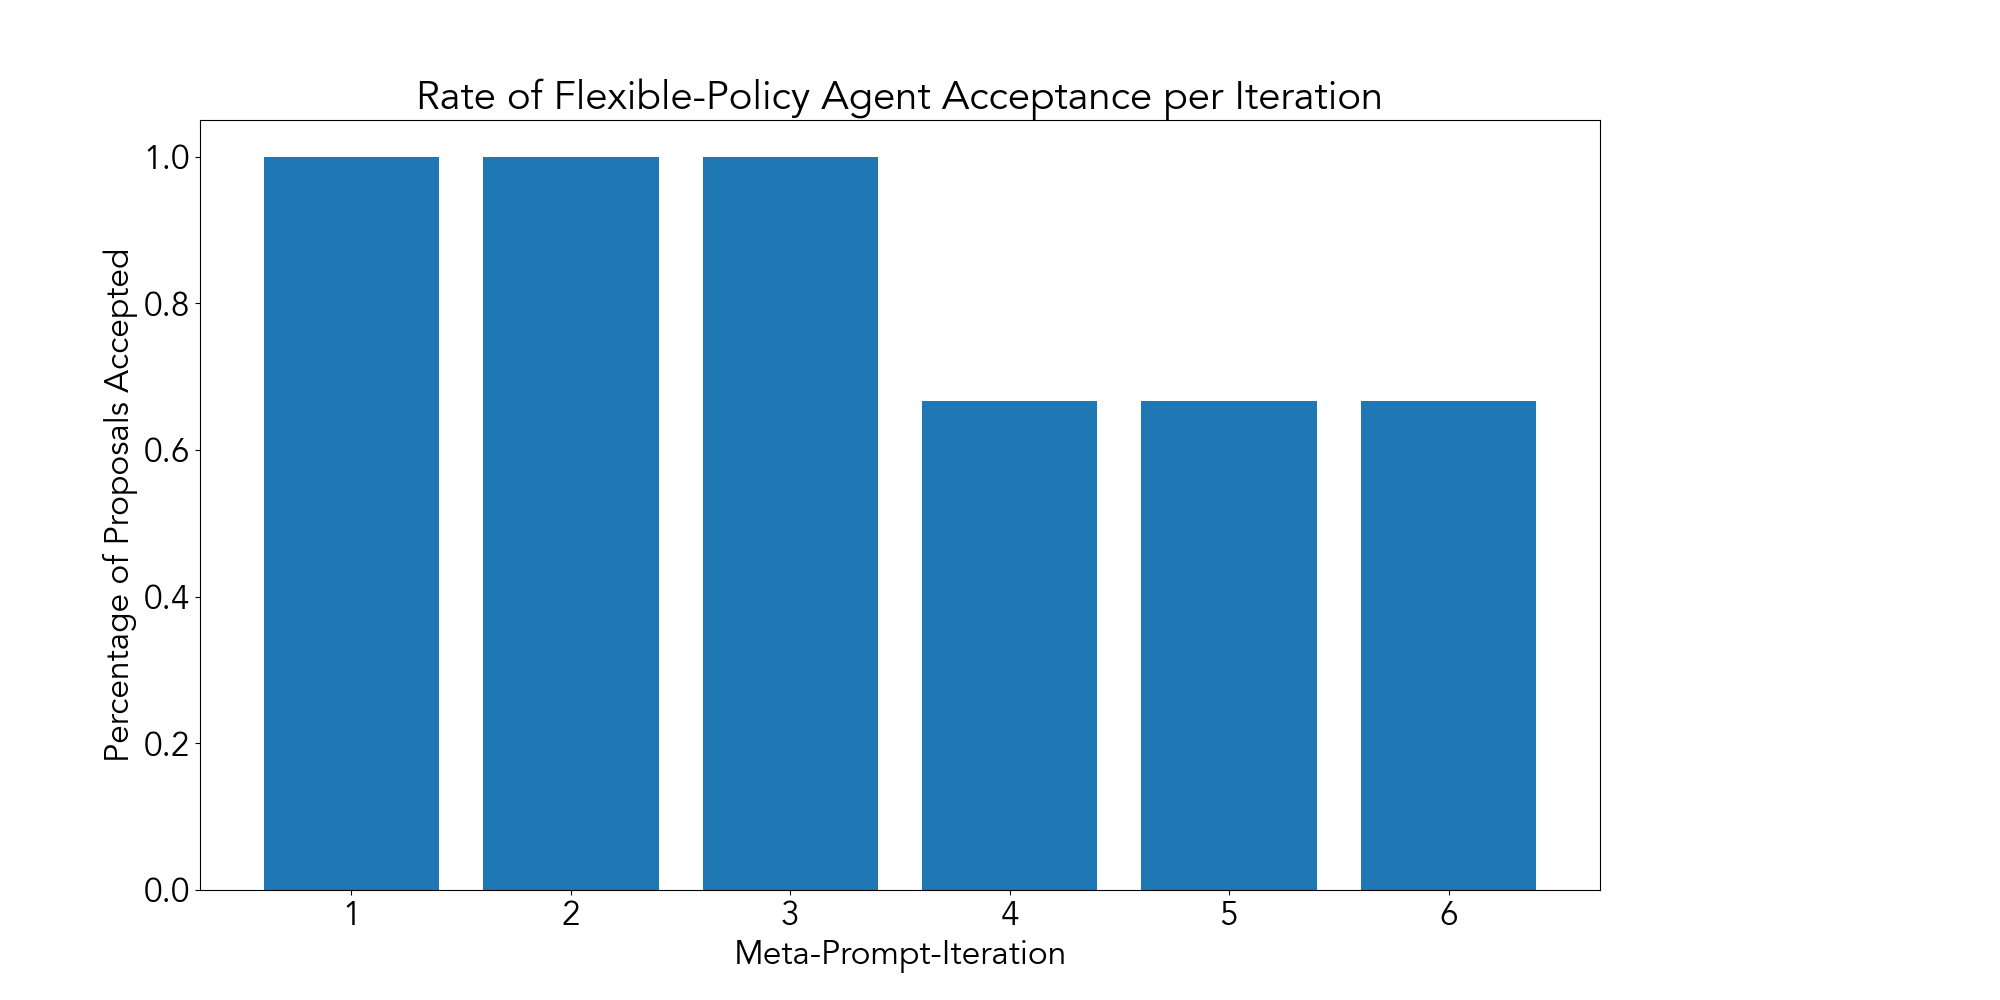 Rate of Flexible-Policy Agent Acceptance per Iteration
Percentage of Proposals Accepted
1.0
0.8
0.6
0.4
0.2
0.0
1 2 3 4 5 6
Meta-Prompt-Iteration